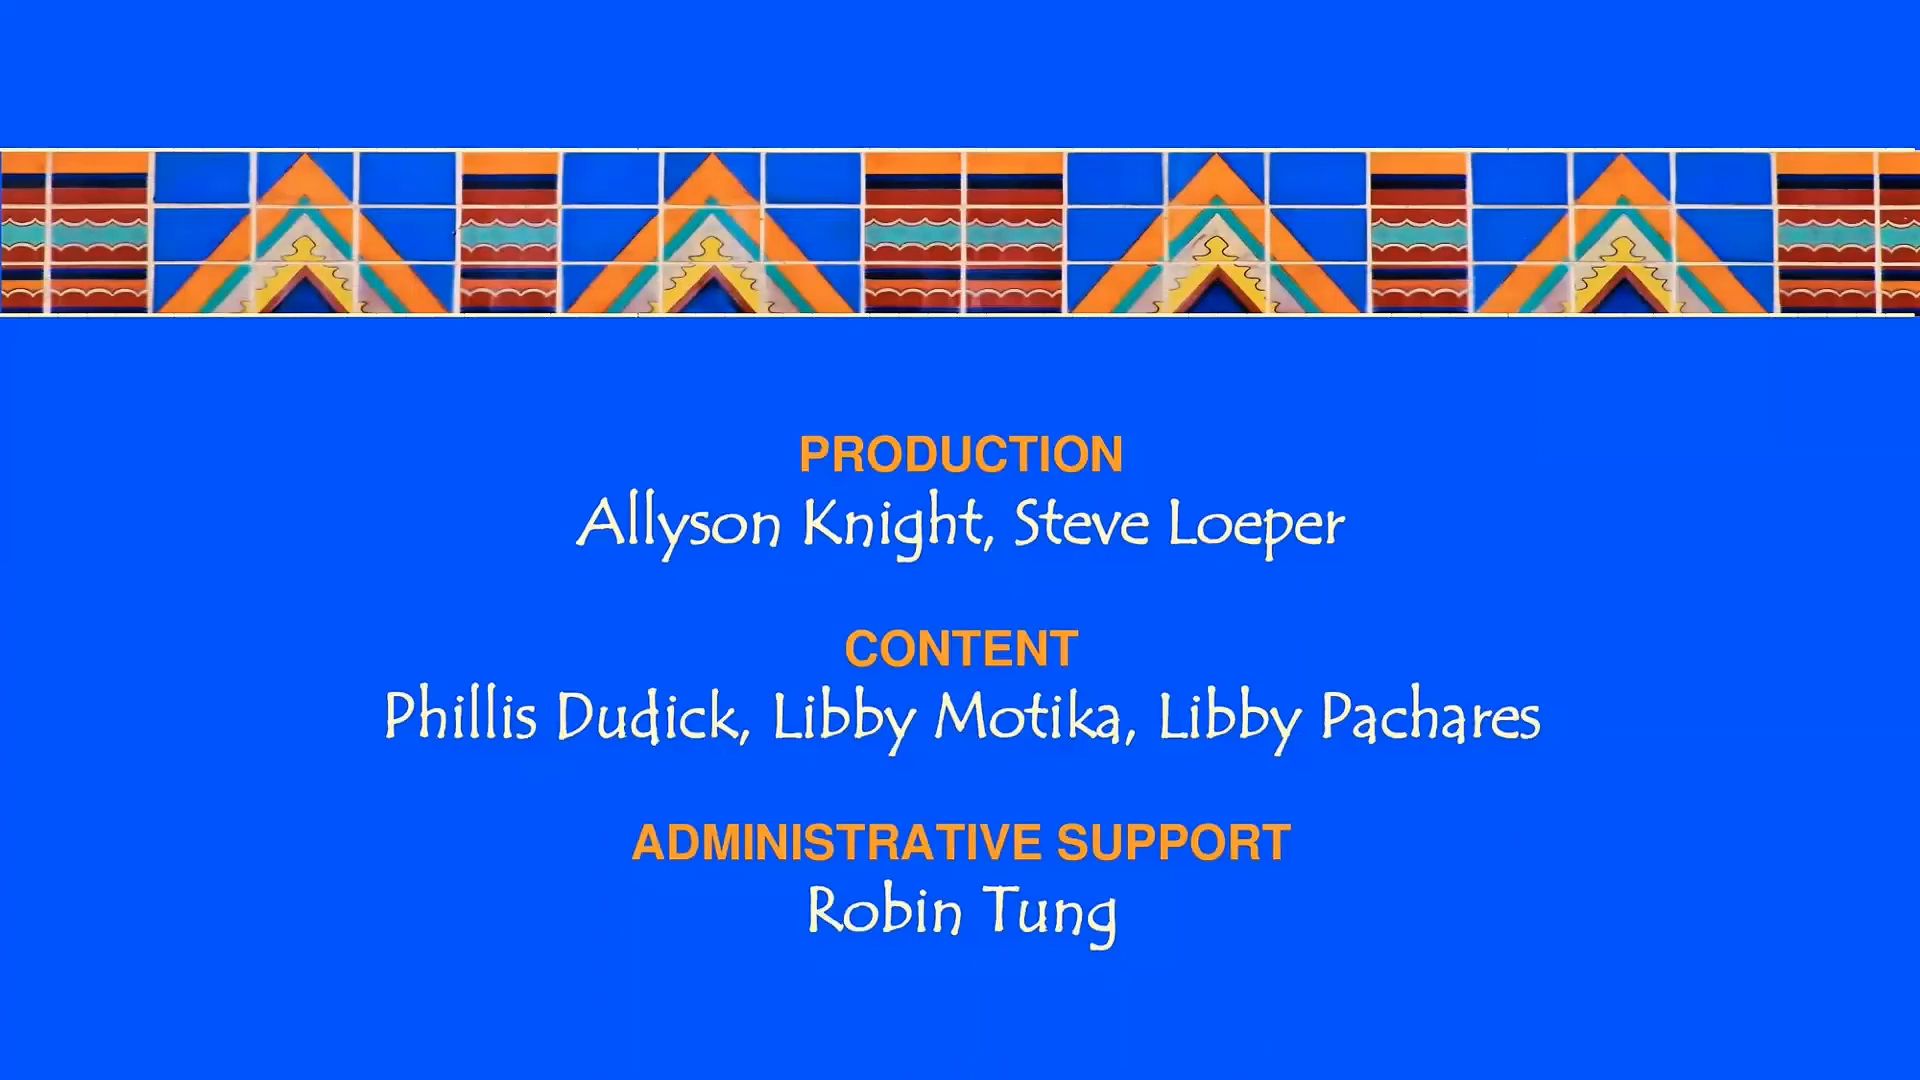 PRODUCTION
Allyson Knight, Steve Loeper
CONTENT
Phillis Dudick, Libby Motika, Libby Pachares
ADMINISTRATIVE SUPPORT
Robin Tung